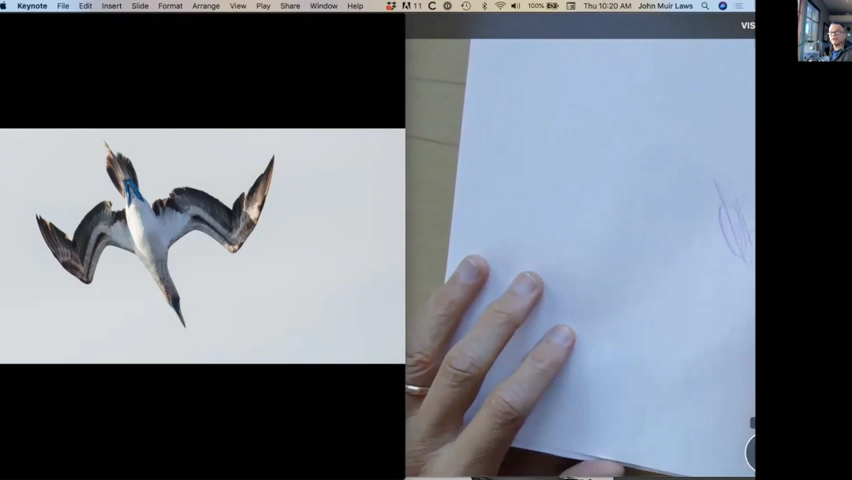 Keynote File Edit Insert Slide Format Arrange View Play Share Window Help 11 100% Thu 10:20 AM John Muir Laws
VIS